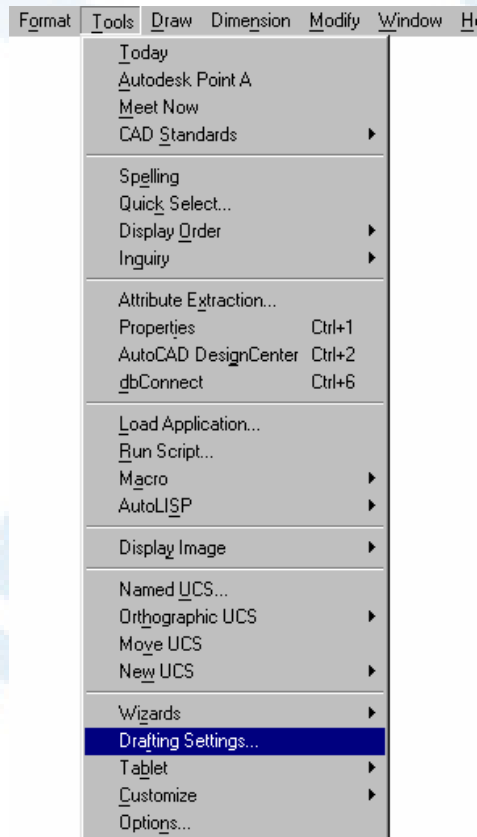 Format Tools Draw Dimension Modify Window
Today
Autodesk Point A
Meet Now
CAD Standards
Spelling
Quick Select...
Display Order
Inquiry
Attribute Extraction...
Properties Ctrl+1
AutoCAD DesignCenter Ctrl+2
dbConnect Ctrl+6
Load Application...
Run Script...
Macro
AutoLISP
Display Image
Named UCS...
Orthographic UCS
Move UCS
New UCS
Wizards
Drafting Settings...
Tablet
Customize
Options...